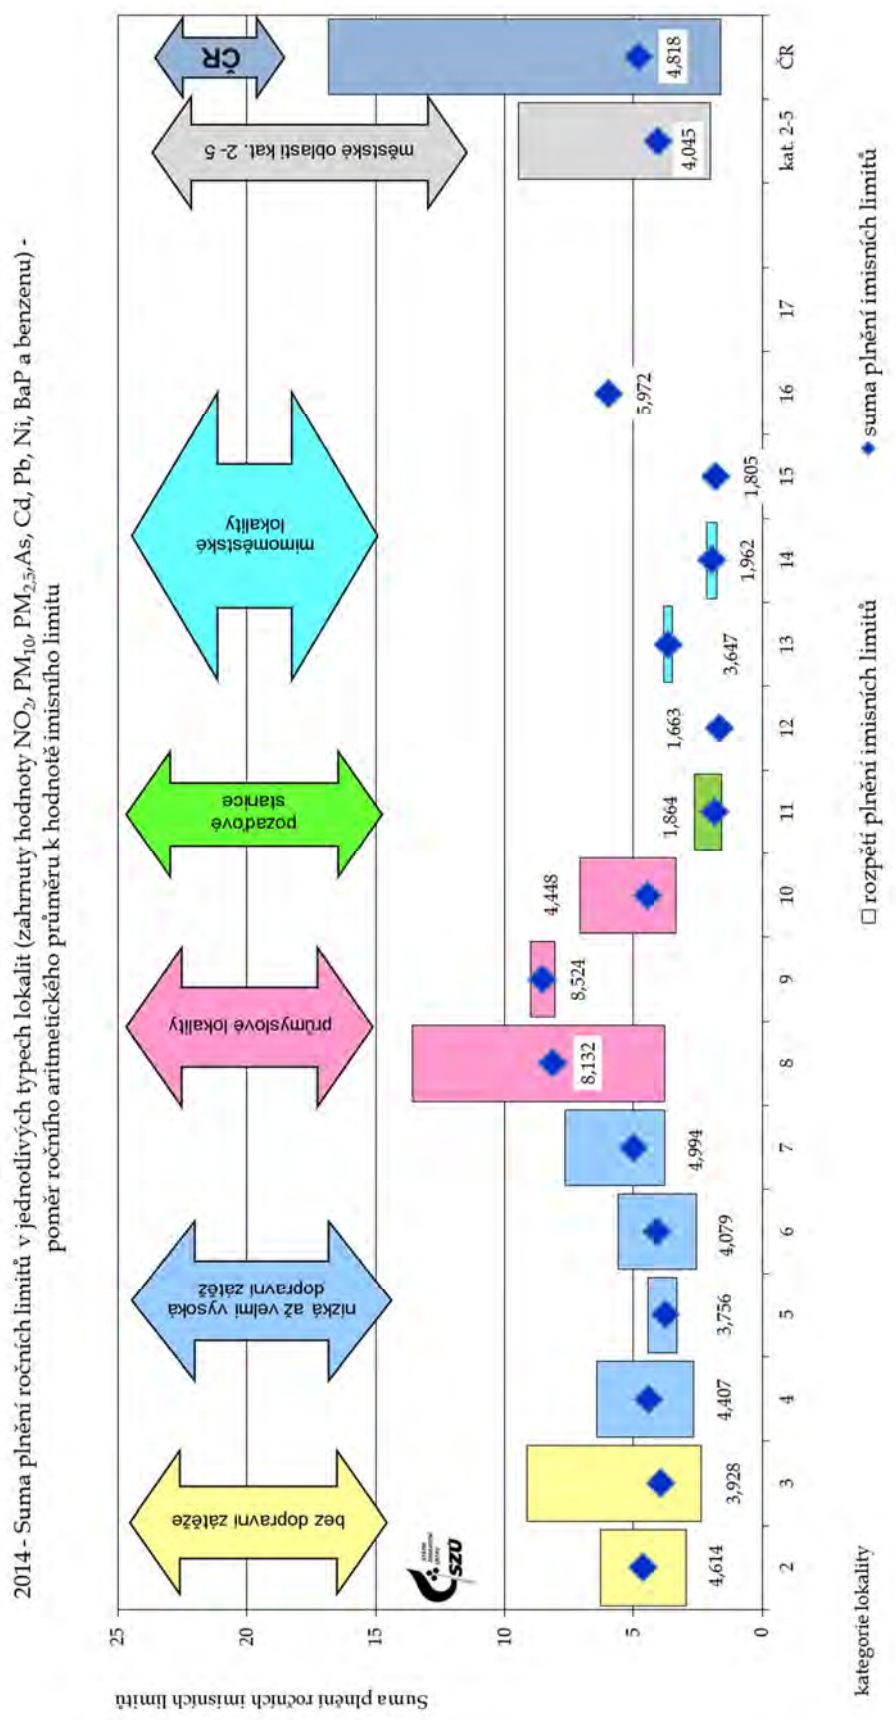 2014 - Suma plnění ročních limitů v jednotlivých typech lokalit (zahrnuty hodnoty NO₂, PM₁₀, PM₂,₅,As, Cd, Pb, Ni, BaP a benzenu) -
poměr ročního aritmetického průměru k hodnotě imisního limitu
Suma plnění ročních imisních limitů
25
20
15
10
5
0
bez dopravní zátěže
nízká až velmi vysoká
dopravní zátěž
průmyslové lokality
pozaďové
stanice
mimoměstské
lokality
městské oblasti kat. 2- 5
ČR
SZÚ
4,614
3,928
4,407
3,756
4,079
4,994
8,132
8,524
4,448
1,864
1,663
3,647
1,962
1,805
5,972
4,045
4,818
2
3
4
5
6
7
8
9
10
11
12
13
14
15
16
17
kat. 2-5
ČR
kategorie lokality
rozpětí plnění imisních limitů
suma plnění imisních limitů